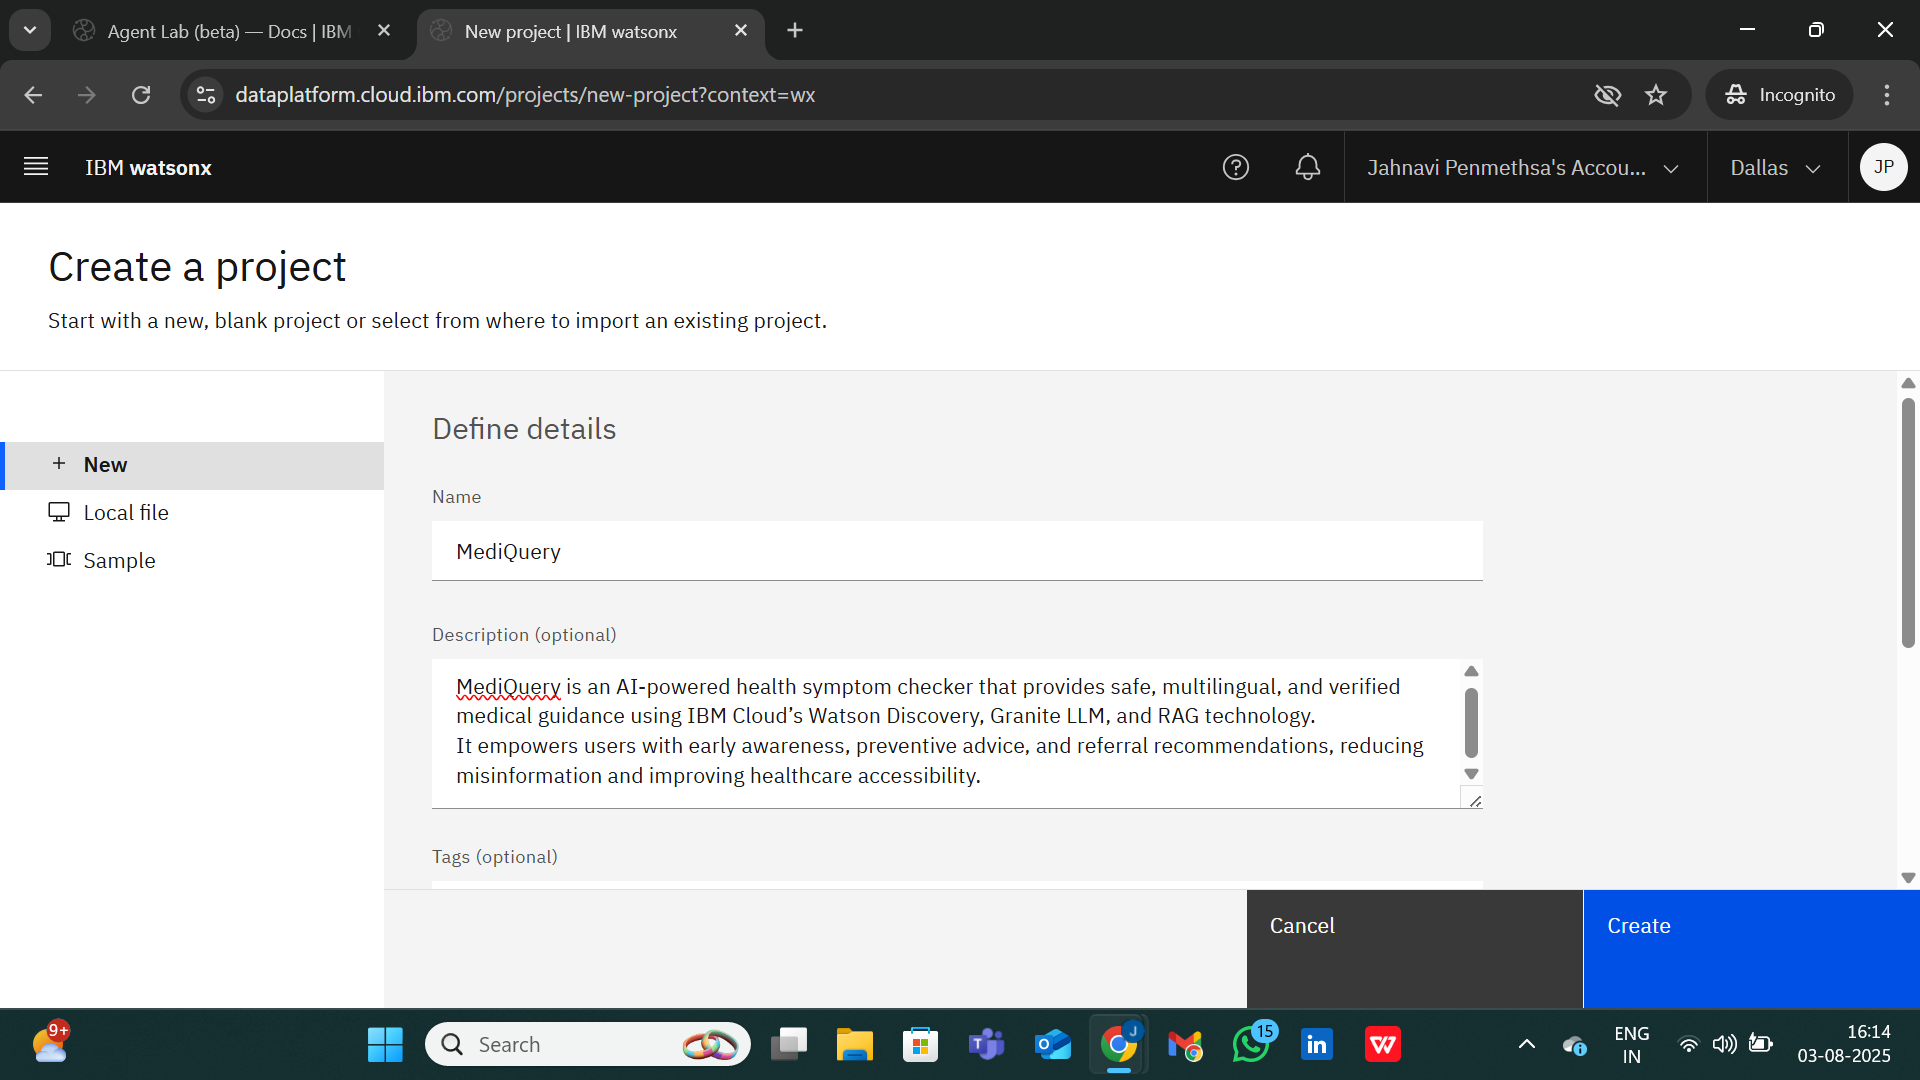 Agent Lab (beta) — Docs | IBM
New project | IBM watsonx
dataplatform.cloud.ibm.com/projects/new-project?context=wx
Incognito
IBM watsonx
Jahnavi Penmethsa's Accou...
Dallas
JP
Create a project
Start with a new, blank project or select from where to import an existing project.
New
Local file
Sample
Define details
Name
MediQuery
Description (optional)
MediQuery is an AI-powered health symptom checker that provides safe, multilingual, and verified
medical guidance using IBM Cloud’s Watson Discovery, Granite LLM, and RAG technology.
It empowers users with early awareness, preventive advice, and referral recommendations, reducing
misinformation and improving healthcare accessibility.
Tags (optional)
Cancel
Create
9+
Search
J
15
ENG
IN
16:14
03-08-2025